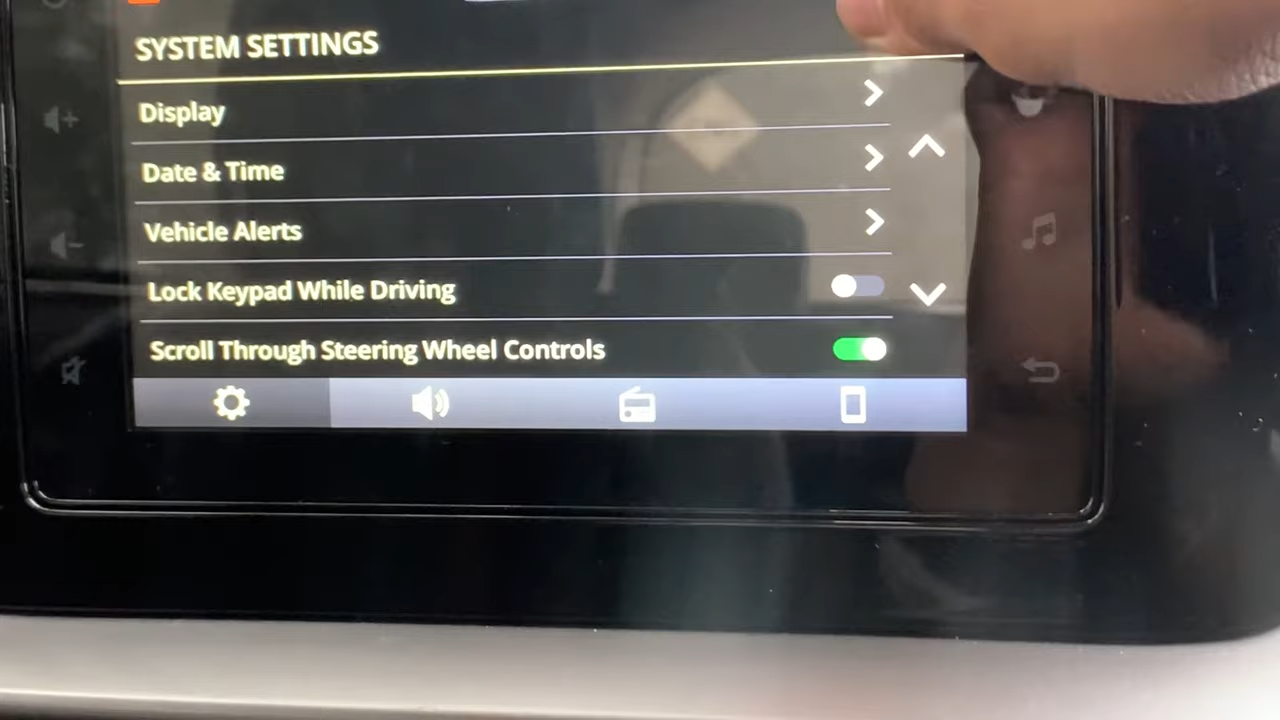 SYSTEM SETTINGS
Display
Date & Time
Vehicle Alerts
Lock Keypad While Driving
Scroll Through Steering Wheel Controls